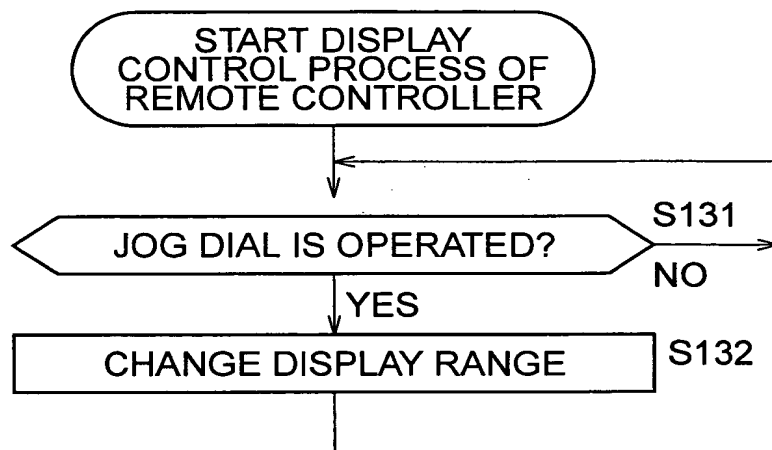 START DISPLAY
CONTROL PROCESS OF
REMOTE CONTROLLER
JOG DIAL IS OPERATED?
S131
NO
YES
CHANGE DISPLAY RANGE
S132